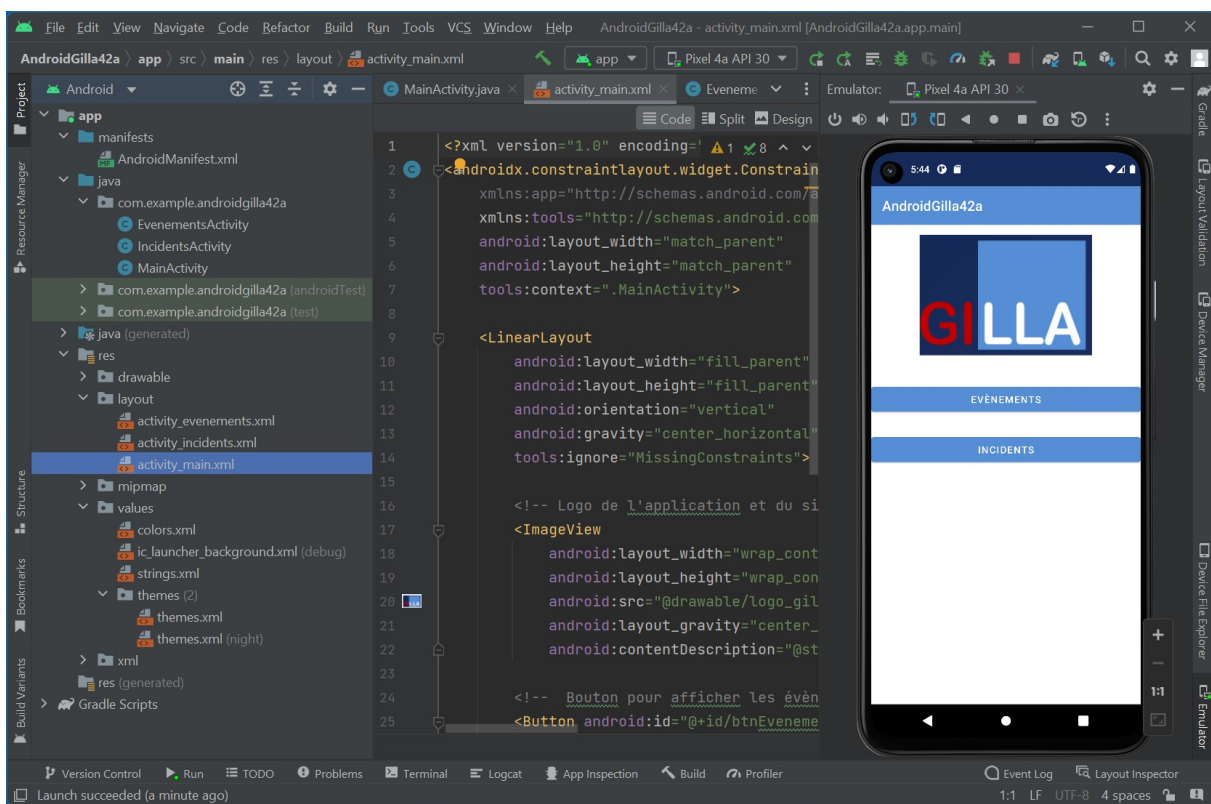 File Edit View Navigate Code Refactor Build Run Tools VCS Window Help AndroidGilla42a - activity_main.xml [AndroidGilla42a.app.main]
AndroidGilla42a app src main res layout activity_main.xml app Pixel 4a API 30
Project
Resource Manager
Structure
Bookmarks
Build Variants
Android
app
manifests
AndroidManifest.xml
java
com.example.androidgilla42a
EvenementsActivity
IncidentsActivity
MainActivity
com.example.androidgilla42a (androidTest)
com.example.androidgilla42a (test)
java (generated)
res
drawable
layout
activity_evenements.xml
activity_incidents.xml
activity_main.xml
mipmap
values
colors.xml
ic_launcher_background.xml (debug)
strings.xml
themes (2)
themes.xml
themes.xml (night)
xml
res (generated)
Gradle Scripts
MainActivity.java activity_main.xml Eveneme
Code Split Design
1 <?xml version="1.0" encoding=' 1 8
2 <androidx.constraintlayout.widget.Constrain
3 xmlns:app="http://schemas.android.com/a
4 xmlns:tools="http://schemas.android.com
5 android:layout_width="match_parent"
6 android:layout_height="match_parent"
7 tools:context=".MainActivity">
8
9 <LinearLayout
10 android:layout_width="fill_parent"
11 android:layout_height="fill_parent"
12 android:orientation="vertical"
13 android:gravity="center_horizontal"
14 tools:ignore="MissingConstraints">
15
16 <!-- Logo de l'application et du si
17 <ImageView
18 android:layout_width="wrap_cont
19 android:layout_height="wrap_con
20 android:src="@drawable/logo_gil
21 android:layout_gravity="center_
22 android:contentDescription="@st
23
24 <!-- Bouton pour afficher les évèn
25 <Button android:id="@+id/btnEveneme
Emulator: Pixel 4a API 30
5:44
AndroidGilla42a
GILLA
EVÈNEMENTS
INCIDENTS
1:1
Gradle
Layout Validation
Device Manager
Device File Explorer
Emulator
Version Control Run TODO Problems Terminal Logcat App Inspection Build Profiler Event Log Layout Inspector
Launch succeeded (a minute ago) 1:1 LF UTF-8 4 spaces